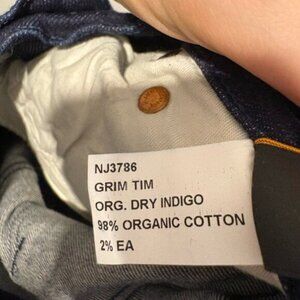 NJ3786
GRIM TIM
ORG. DRY INDIGO
98% ORGANIC COTTON
2% EA